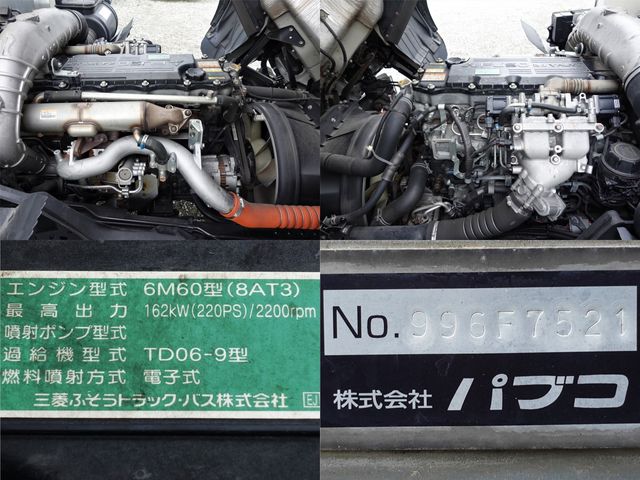 エンジン型式 6M60型(8AT3)
最高出力 162kW(220PS)/2200rpm
噴射ポンプ型式
過給機型式 TD06-9型
燃料噴射方式 電子式
三菱ふそうトラック・バス株式会社 EJ
No. 996F7521
株式会社 パブコ